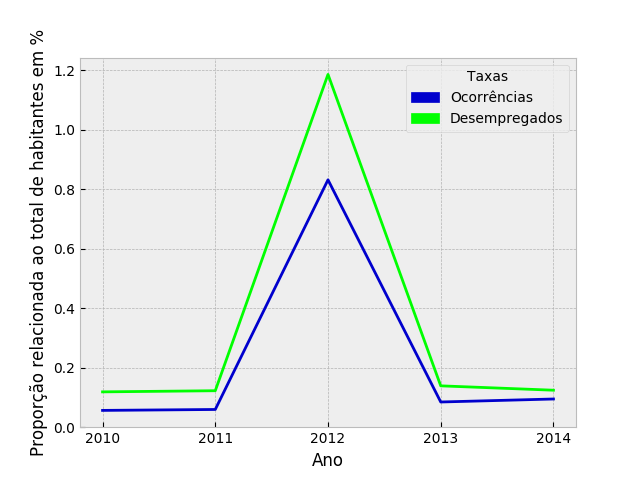 Proporção relacionada ao total de habitantes em %
1.2
1.0
0.8
0.6
0.4
0.2
0.0
Taxas
Ocorrências
Desempregados
2010 2011 2012 2013 2014
Ano